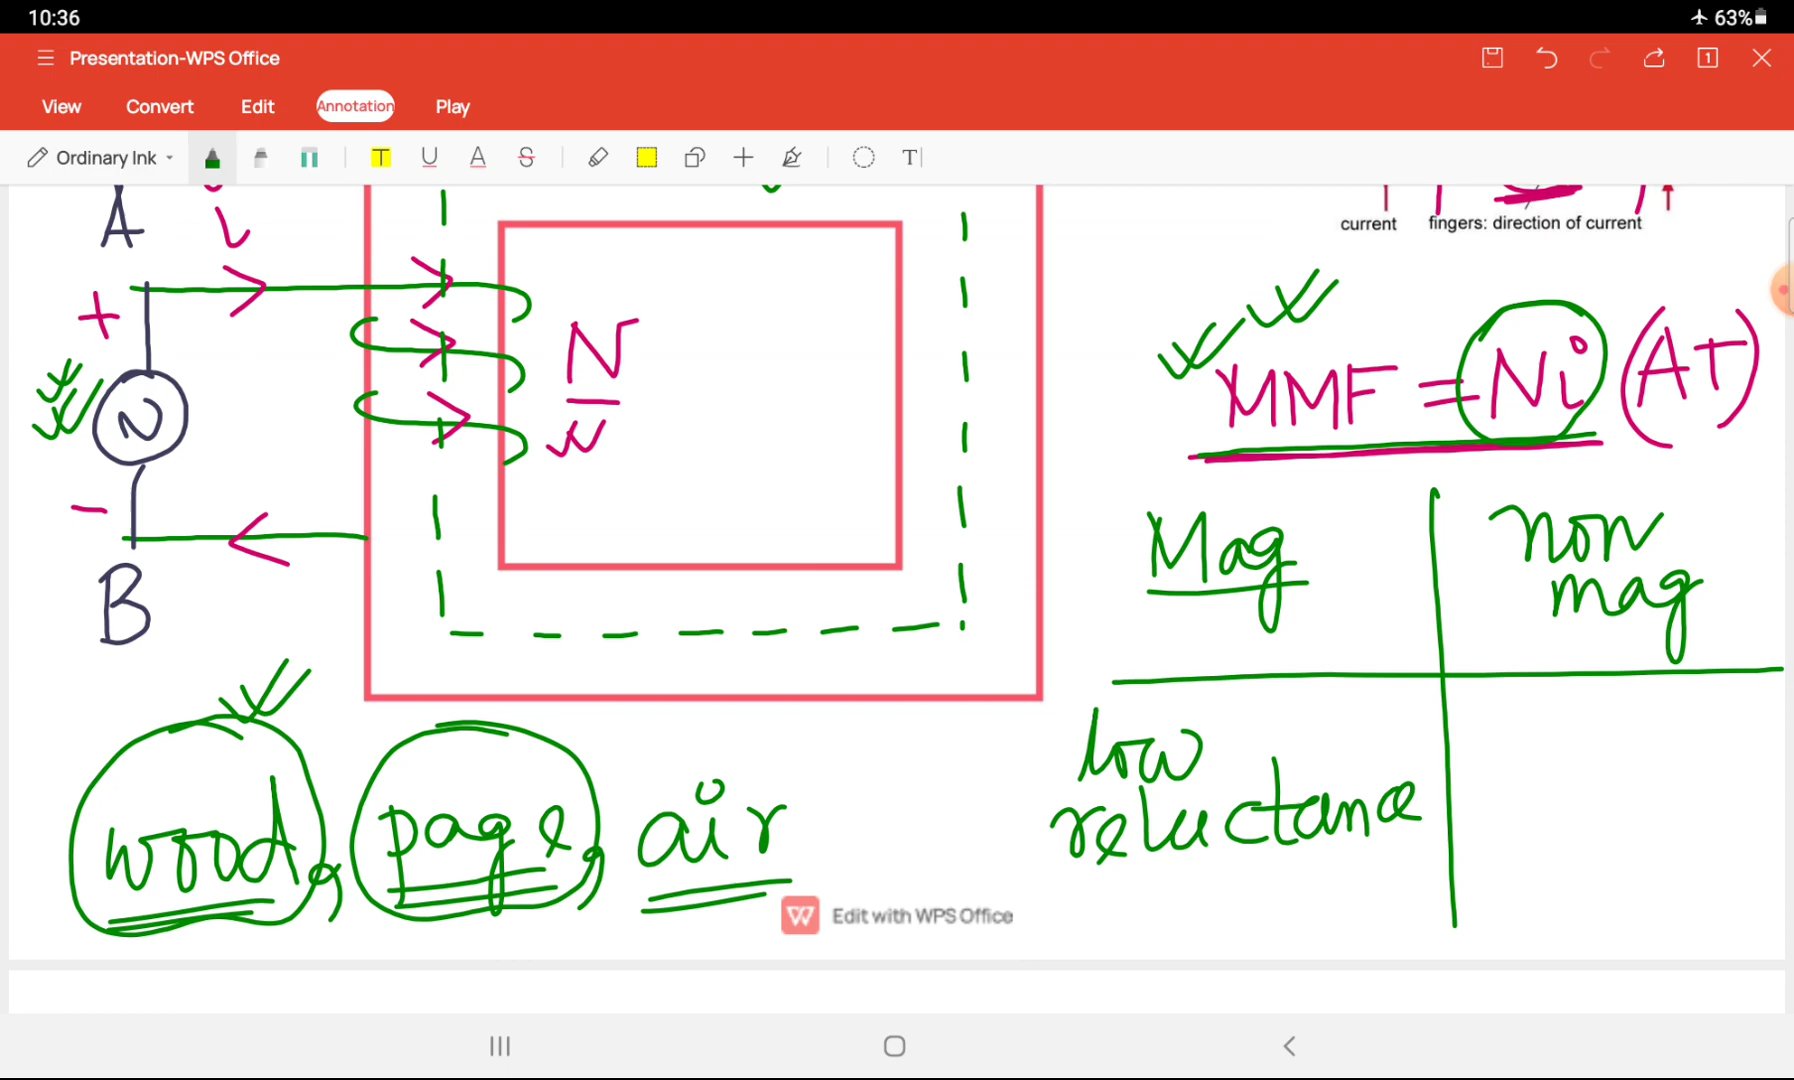 10:36
63%
Presentation-WPS Office
1
View Convert Edit Annotation Play
Ordinary Ink T U A S T
A
i
current fingers: direction of current
+
N
MMF = Ni (AT)
-
B
Mag
non
mag
low
reluctance
wood, page, air
Edit with WPS Office